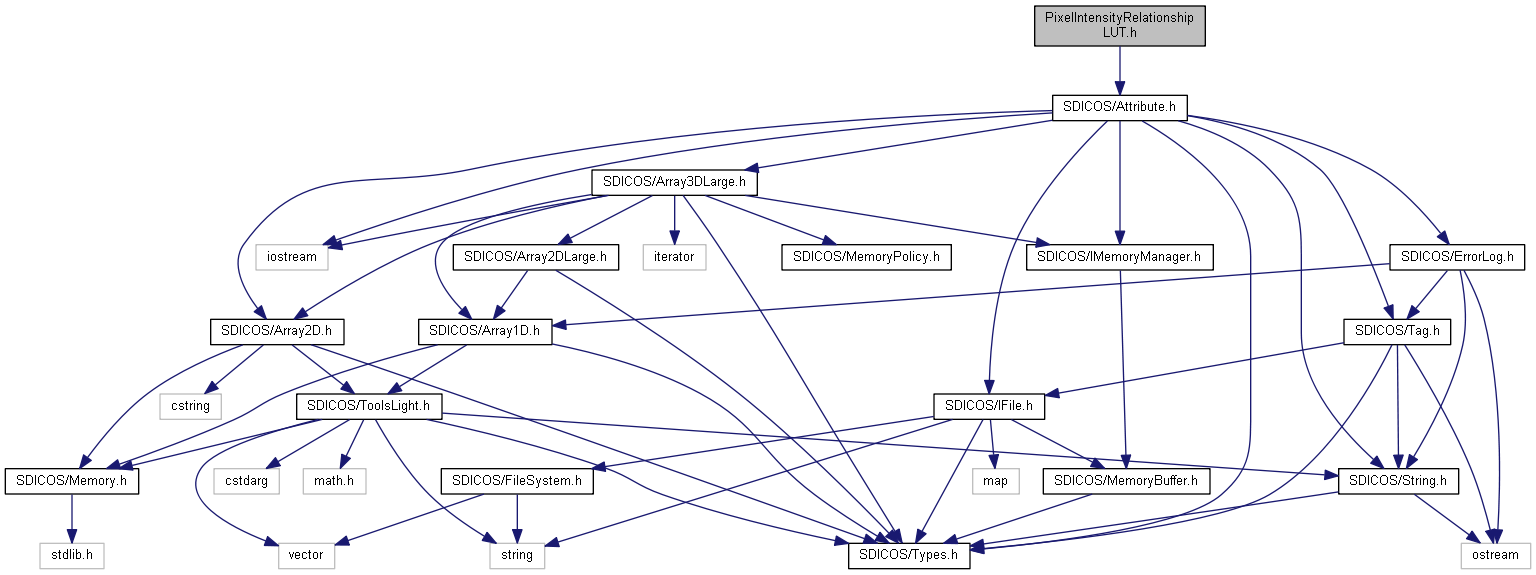 PixelIntensityRelationship
LUT.h
SDICOS/Attribute.h
SDICOS/Array3DLarge.h
iostream
SDICOS/Array2DLarge.h
iterator
SDICOS/MemoryPolicy.h
SDICOS/IMemoryManager.h
SDICOS/ErrorLog.h
SDICOS/Array2D.h
SDICOS/Array1D.h
SDICOS/Tag.h
cstring
SDICOS/ToolsLight.h
SDICOS/IFile.h
SDICOS/Memory.h
cstdarg
math.h
SDICOS/FileSystem.h
map
SDICOS/MemoryBuffer.h
SDICOS/String.h
stdlib.h
vector
string
SDICOS/Types.h
ostream